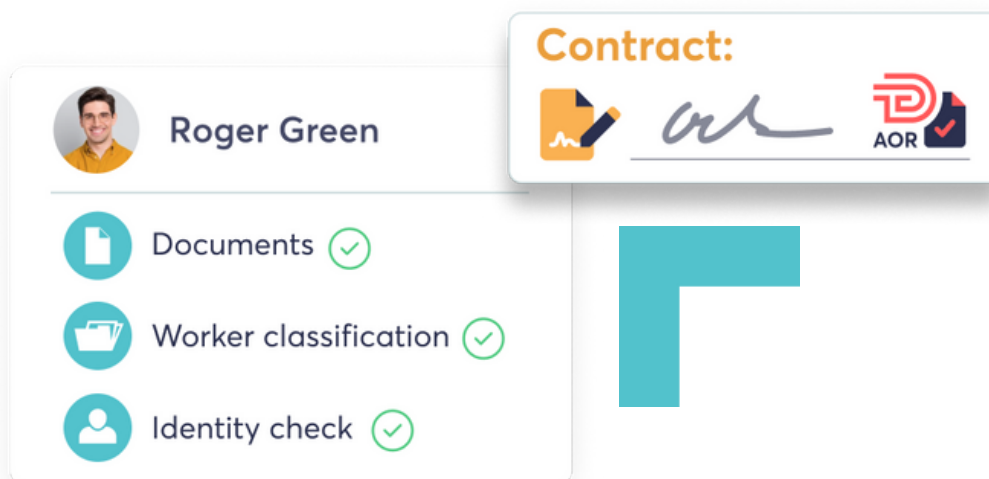 Contract:
AOR
Roger Green
Documents
Worker classification
Identity check